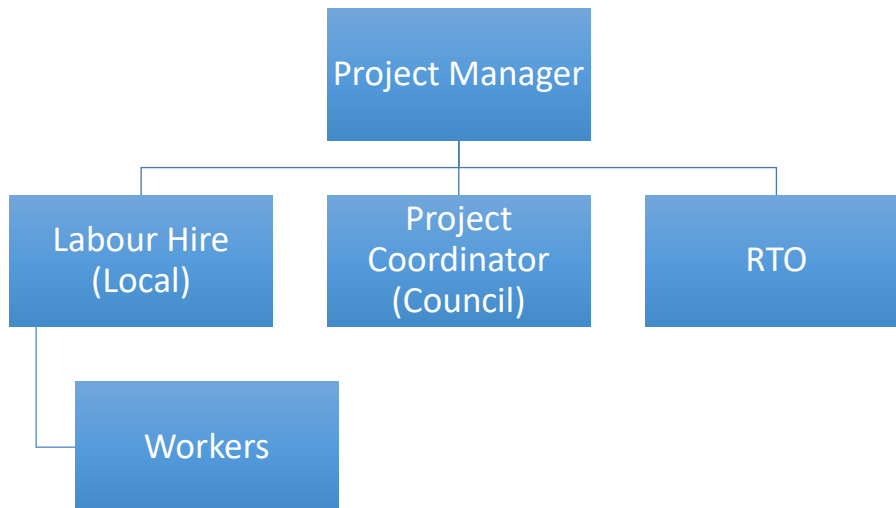 Project Manager
Labour Hire
(Local)
Project
Coordinator
(Council)
RTO
Workers